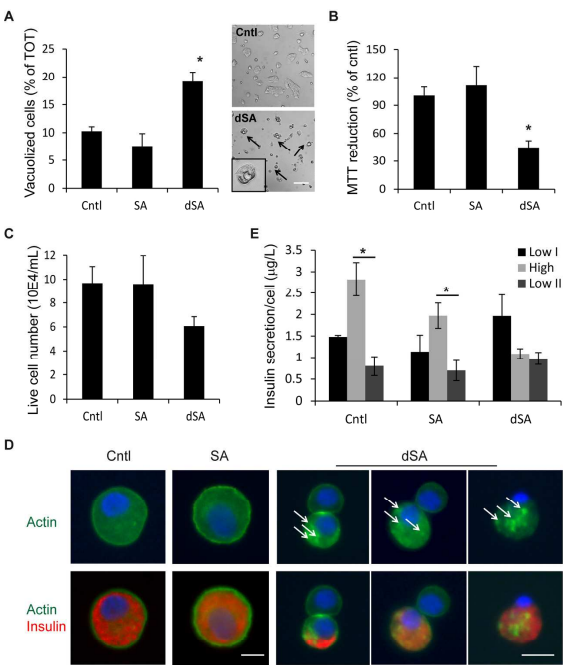 A
Vacuolized cells (% of TOT)
25
20
15
10
5
0
*
Cntl
SA
dSA
Cntl
dSA
B
MTT reduction (% of cntl)
150
120
90
60
30
0
*
Cntl
SA
dSA
C
Live cell number (10E4/mL)
12
10
8
6
4
2
0
Cntl
SA
dSA
E
Insulin secretion/cell (µg/L)
3.5
3
2.5
2
1.5
1
0.5
0
*
*
Low I
High
Low II
Cntl
SA
dSA
D
Cntl
SA
dSA
Actin
Actin
Insulin